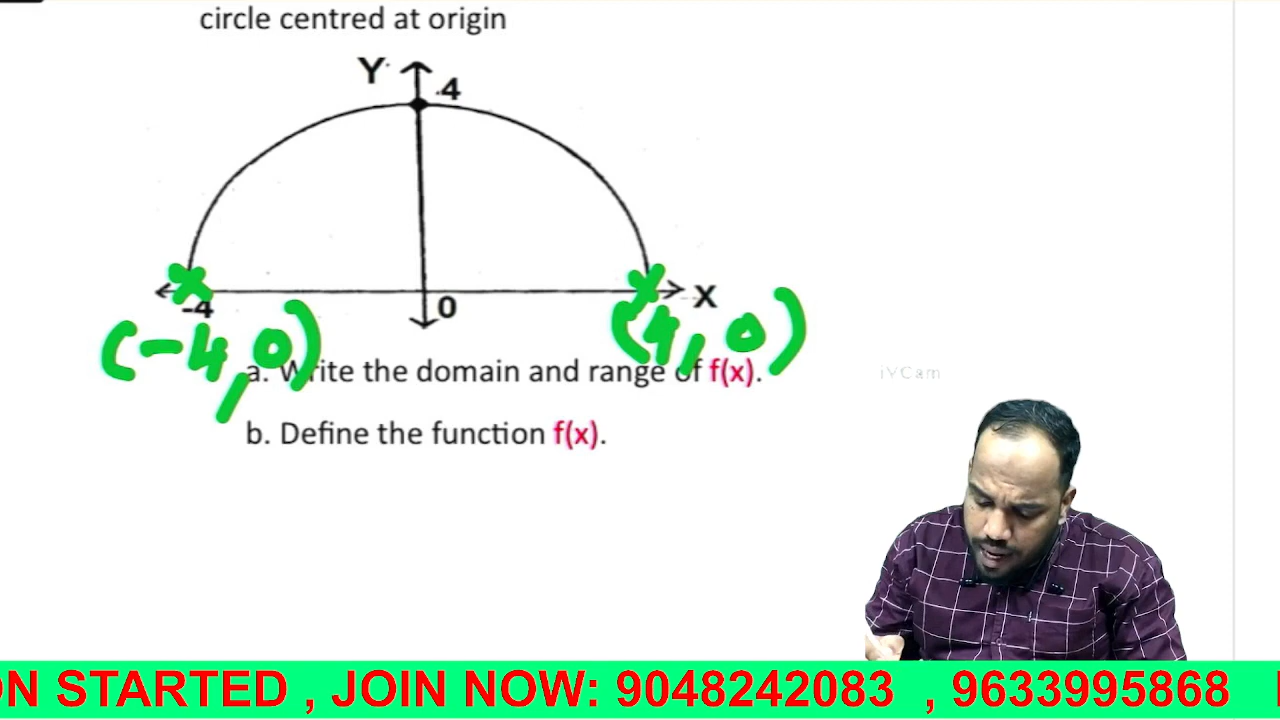 circle centred at origin
Y
4
X
-4
0
(-4,0)
(4,0)
a. Write the domain and range of f(x).
iVCam
b. Define the function f(x).
ON STARTED , JOIN NOW: 9048242083 , 9633995868